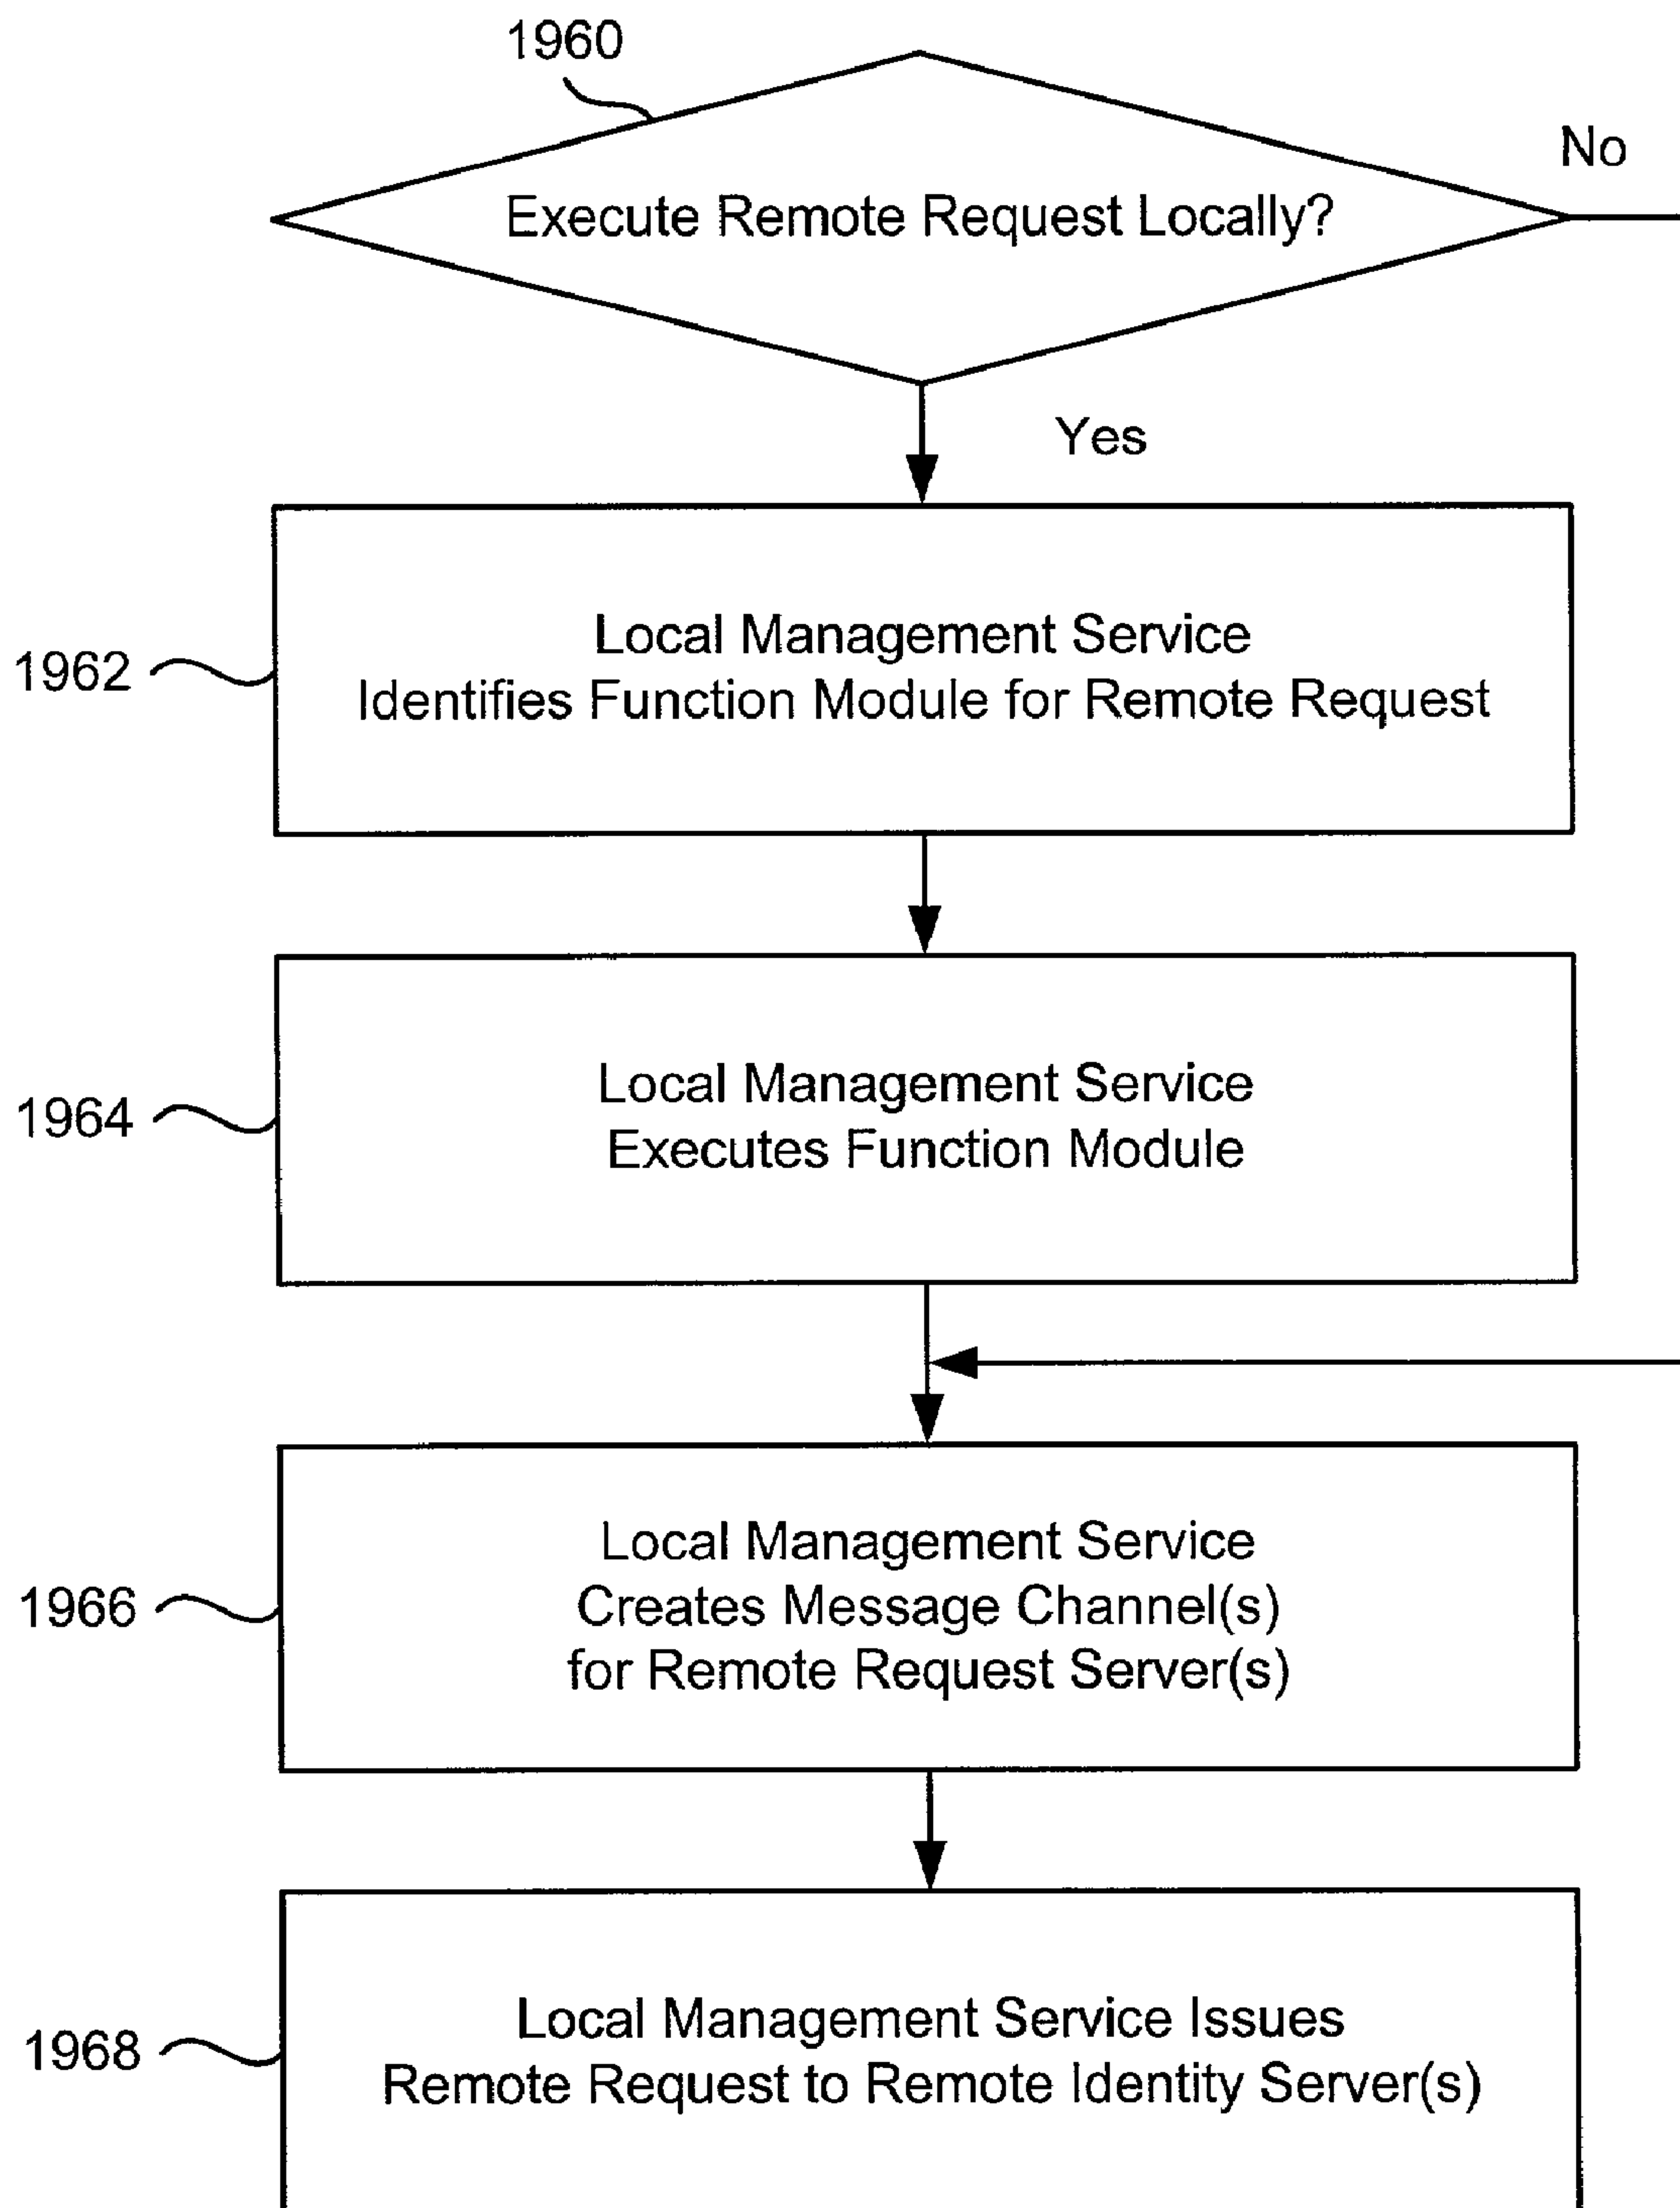 1960
No
Execute Remote Request Locally?
Yes
Local Management Service
Identifies Function Module for Remote Request
1962
Local Management Service
Executes Function Module
1964
Local Management Service
Creates Message Channel(s)
for Remote Request Server(s)
1966
Local Management Service Issues
Remote Request to Remote Identity Server(s)
1968